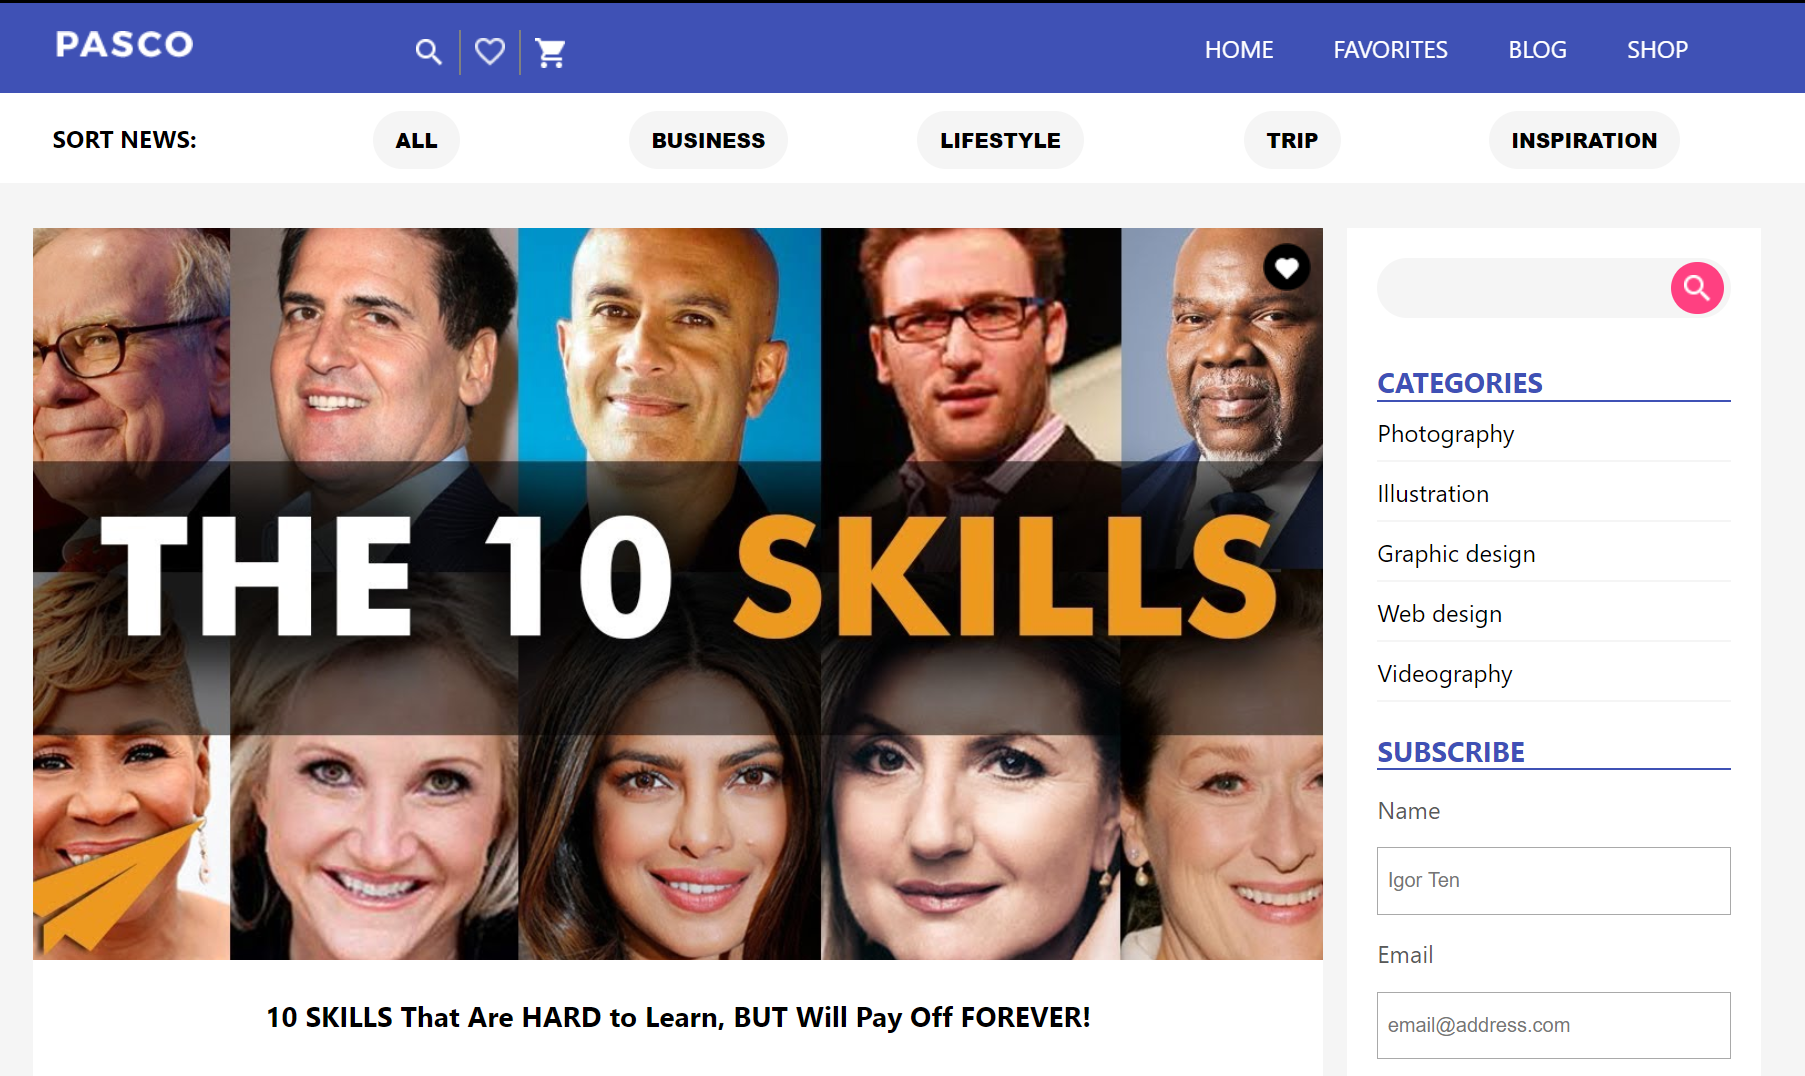 PASCO
HOME FAVORITES BLOG SHOP
SORT NEWS: ALL BUSINESS LIFESTYLE TRIP INSPIRATION
THE 10 SKILLS
10 SKILLS That Are HARD to Learn, BUT Will Pay Off FOREVER!
CATEGORIES
Photography
Illustration
Graphic design
Web design
Videography
SUBSCRIBE
Name
Igor Ten
Email
email@address.com